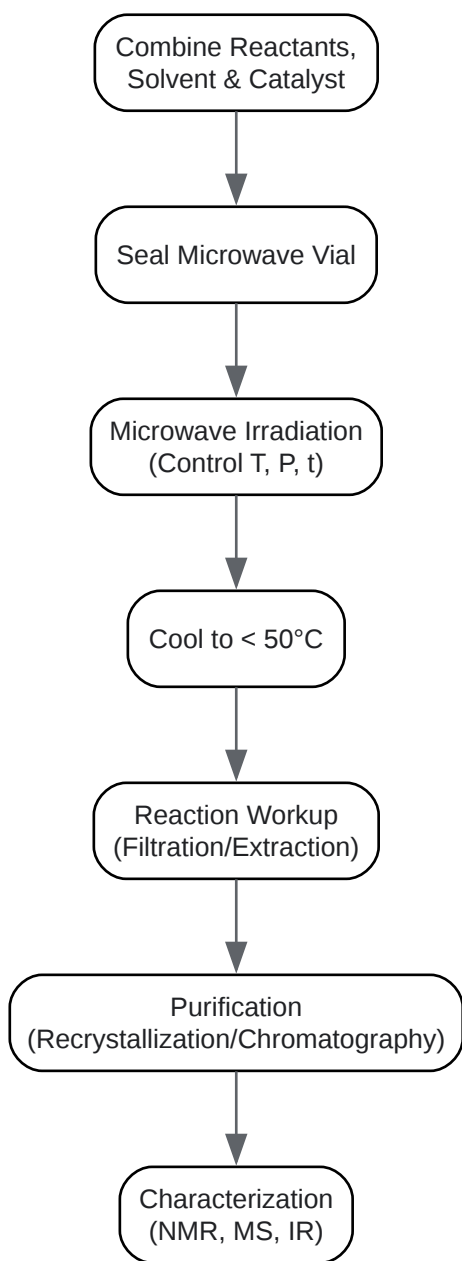 Combine Reactants,
Solvent & Catalyst
Seal Microwave Vial
Microwave Irradiation
(Control T, P, t)
Cool to < 50°C
Reaction Workup
(Filtration/Extraction)
Purification
(Recrystallization/Chromatography)
Characterization
(NMR, MS, IR)